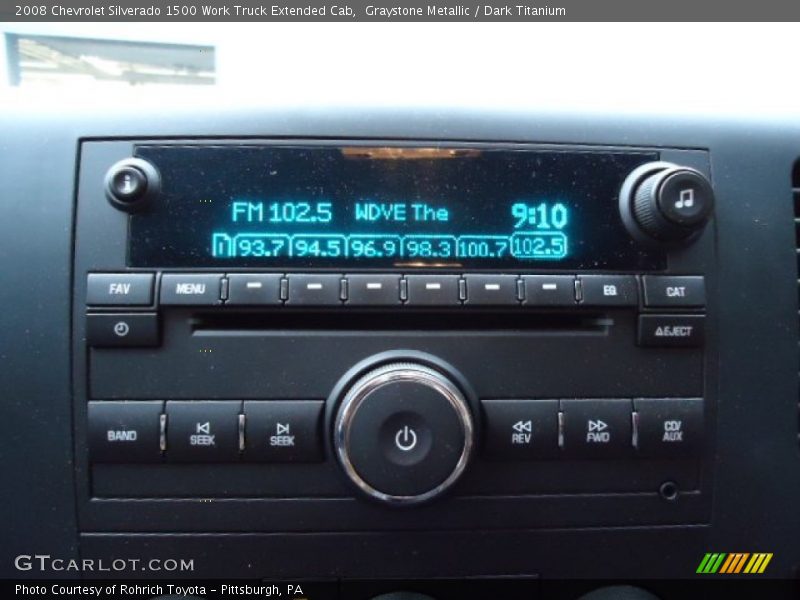 2008 Chevrolet Silverado 1500 Work Truck Extended Cab,  Graystone Metallic / Dark Titanium
FM 102.5 WDVE The 9:10
93.7 94.5 96.9 98.3 100.7 102.5
FAV MENU EQ CAT
EJECT
BAND SEEK SEEK REV FWD CD/AUX
GTCARLOT.COM
Photo Courtesy of Rohrich Toyota - Pittsburgh, PA